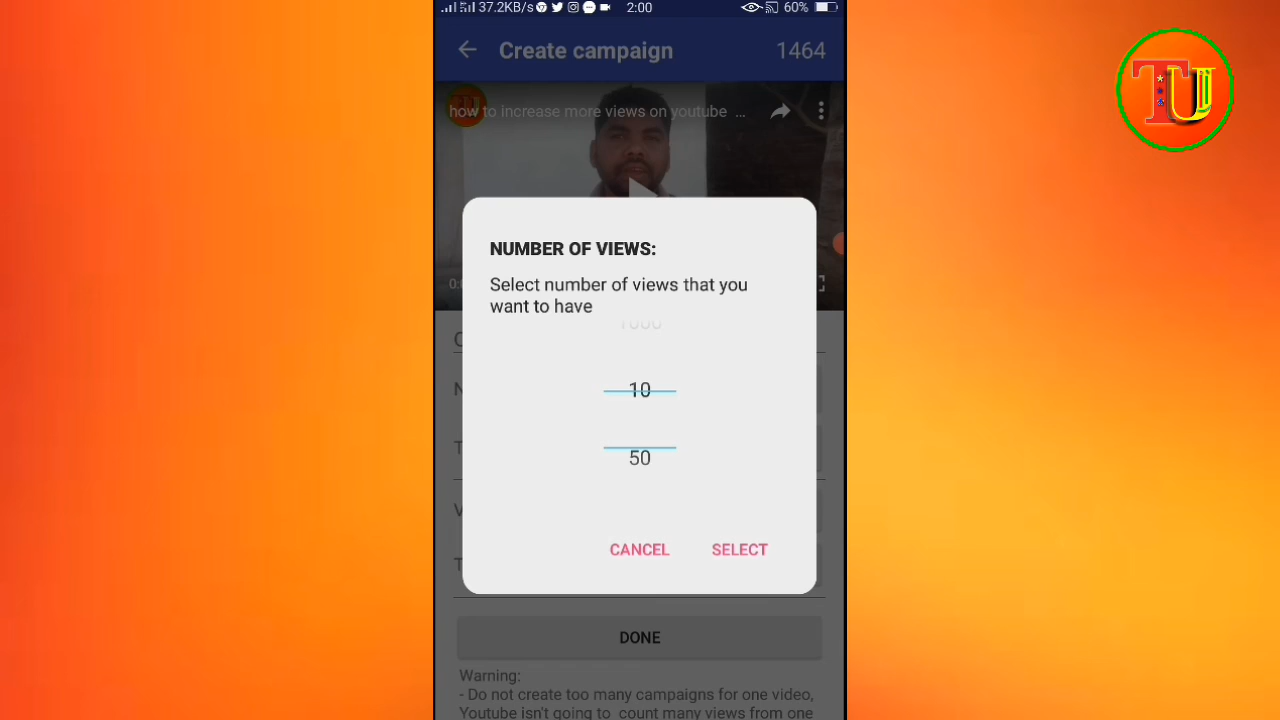 37.2KB/s 2:00 60%
Create campaign 1464
TU
how to increase more views on youtube ...
NUMBER OF VIEWS:
Select number of views that you
want to have
1000
10
50
CANCEL SELECT
DONE
Warning:
- Do not create too many campaigns for one video,
Youtube isn't going to count many views from one